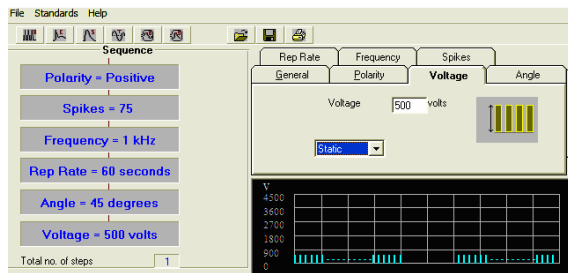 File Standards Help
Sequence
Polarity = Positive
Spikes = 75
Frequency = 1 kHz
Rep Rate = 60 seconds
Angle = 45 degrees
Voltage = 500 volts
Total no. of steps 1
Rep Rate Frequency Spikes
General Polarity Voltage Angle
Voltage 500 volts
Static
V
4500
3600
2700
1800
900
0